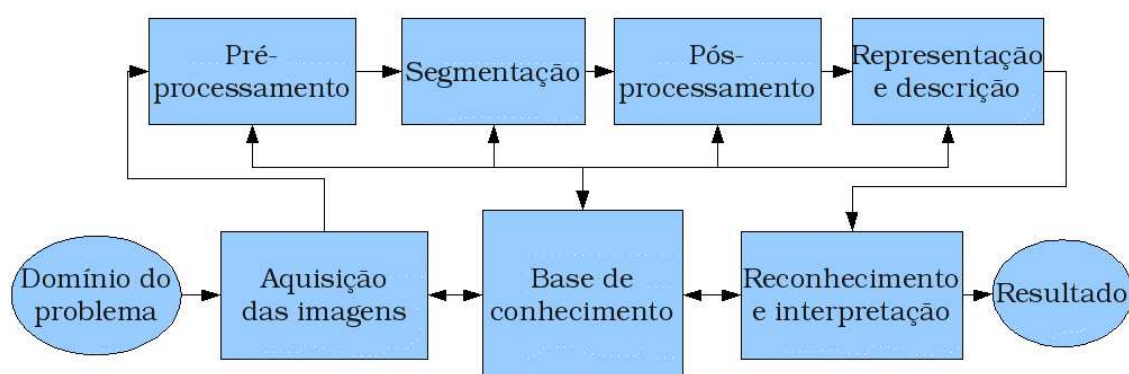 Pré-
processamento
Segmentação
Pós-
processamento
Representação
e descrição
Domínio do
problema
Aquisição
das imagens
Base de
conhecimento
Reconhecimento
e interpretação
Resultado